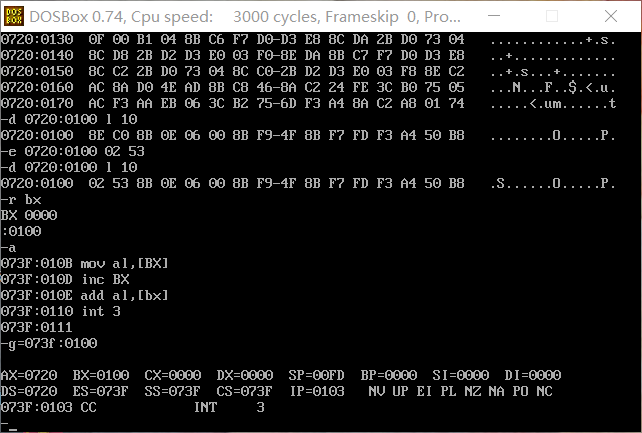 DOSBox 0.74, Cpu speed: 3000 cycles, Frameskip 0, Pro...
0720:0130 0F 00 B1 04 8B C6 F7 D0-D3 E8 8C DA 2B D0 73 04 ............+.s.
0720:0140 8C D8 2B D2 D3 E0 03 F0-8E DA 8B C7 F7 D0 D3 E8 ..+.............
0720:0150 8C C2 2B D0 73 04 8C C0-2B D2 D3 E0 03 F8 8E C2 ..+.s...+.......
0720:0160 AC 8A D0 4E AD 8B C8 46-8A C2 24 FE 3C B0 75 05 ...N...F..$.<.u.
0720:0170 AC F3 AA EB 06 3C B2 75-6D F3 A4 8A C2 A8 01 74 .....<.um......t
-d 0720:0100 l 10
0720:0100 8E C0 8B 0E 06 00 8B F9-4F 8B F7 FD F3 A4 50 B8 ........O.....P.
-e 0720:0100 02 53
-d 0720:0100 l 10
0720:0100 02 53 8B 0E 06 00 8B F9-4F 8B F7 FD F3 A4 50 B8 .S......O.....P.
-r bx
BX 0000
:0100
-a
073F:010B mov al,[BX]
073F:010D inc BX
073F:010E add al,[bx]
073F:0110 int 3
073F:0111
-g=073f:0100
AX=0720 BX=0100 CX=0000 DX=0000 SP=00FD BP=0000 SI=0000 DI=0000
DS=0720 ES=073F SS=073F CS=073F IP=0103 NV UP EI PL NZ NA PO NC
073F:0103 CC INT 3
-_